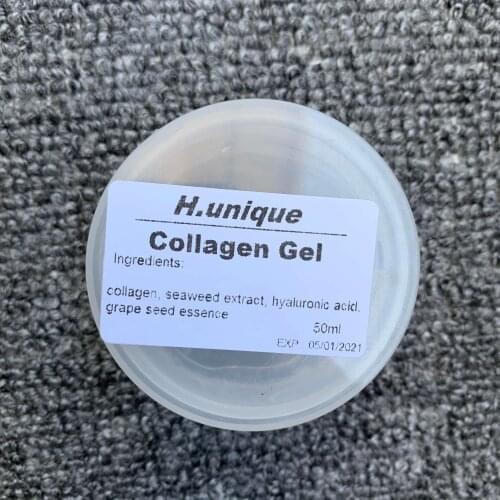 H.unique
Collagen Gel
Ingredients:
collagen, seaweed extract, hyaluronic acid,
grape seed essence
50ml
EXP 05/01/2021